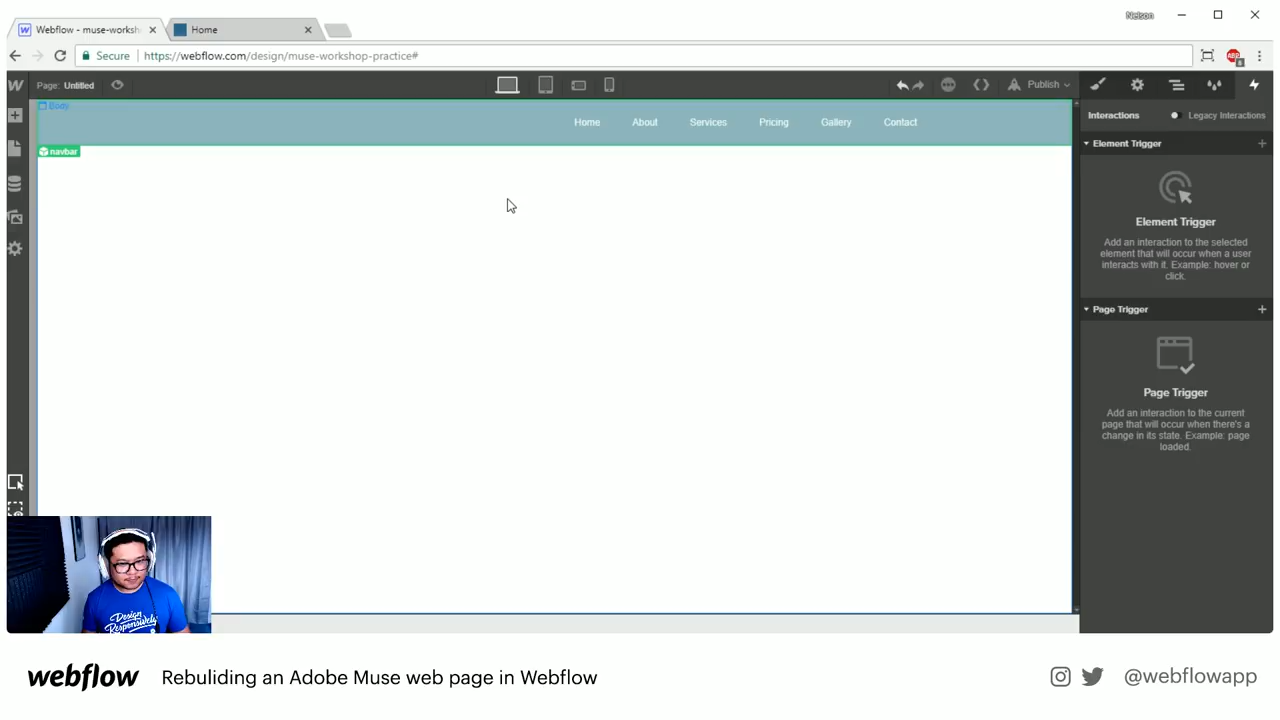 Nelson
Webflow - muse-worksh
Home
Secure
https://webflow.com/design/muse-workshop-practice#
Page: Untitled
Publish
Body
Home About Services Pricing Gallery Contact
navbar
Interactions
Legacy Interactions
Element Trigger
Element Trigger
Add an interaction to the selected
element that will occur when a user
interacts with it. Example: hover or
click.
Page Trigger
Page Trigger
Add an interaction to the current
page that will occur when there's a
change in its state. Example: page
loaded.
Design
Responsively
webflow
Rebuliding an Adobe Muse web page in Webflow
@webflowapp